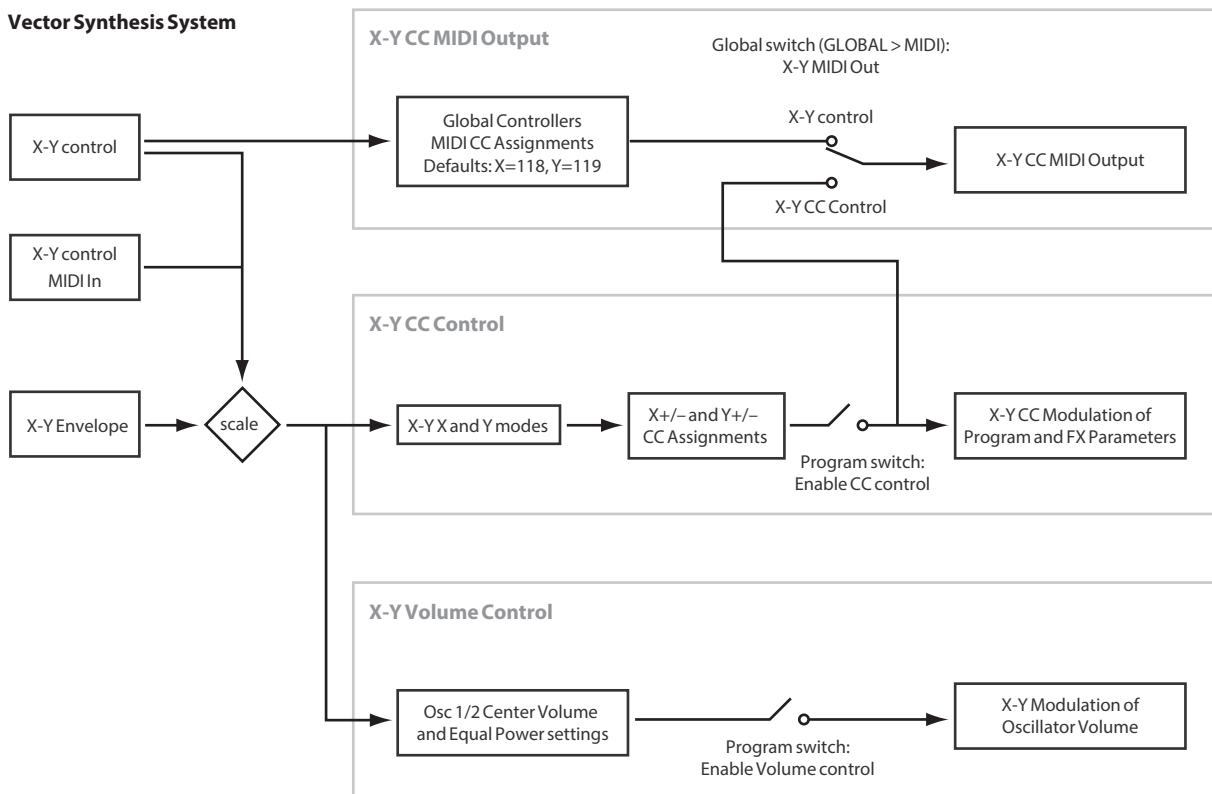 Vector Synthesis System
X-Y CC MIDI Output
Global switch (GLOBAL > MIDI):
X-Y MIDI Out
X-Y control
Global Controllers
MIDI CC Assignments
Defaults: X=118, Y=119
X-Y control
X-Y CC Control
X-Y CC MIDI Output
X-Y control
MIDI In
X-Y CC Control
X-Y Envelope
scale
X-Y X and Y modes
X+/– and Y+/–
CC Assignments
Program switch:
Enable CC control
X-Y CC Modulation of
Program and FX Parameters
X-Y Volume Control
Osc 1/2 Center Volume
and Equal Power settings
Program switch:
Enable Volume control
X-Y Modulation of
Oscillator Volume